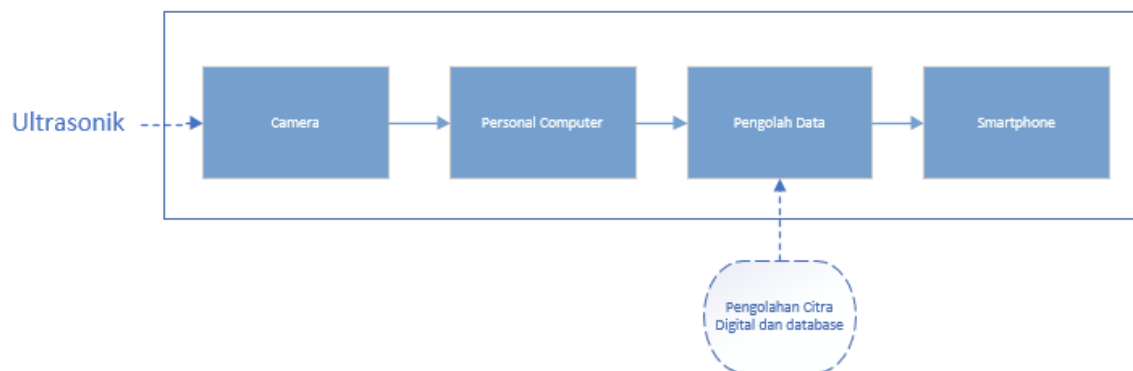 Ultrasonik
Camera
Personal Computer
Pengolah Data
Smartphone
Pengolahan Citra
Digital dan database